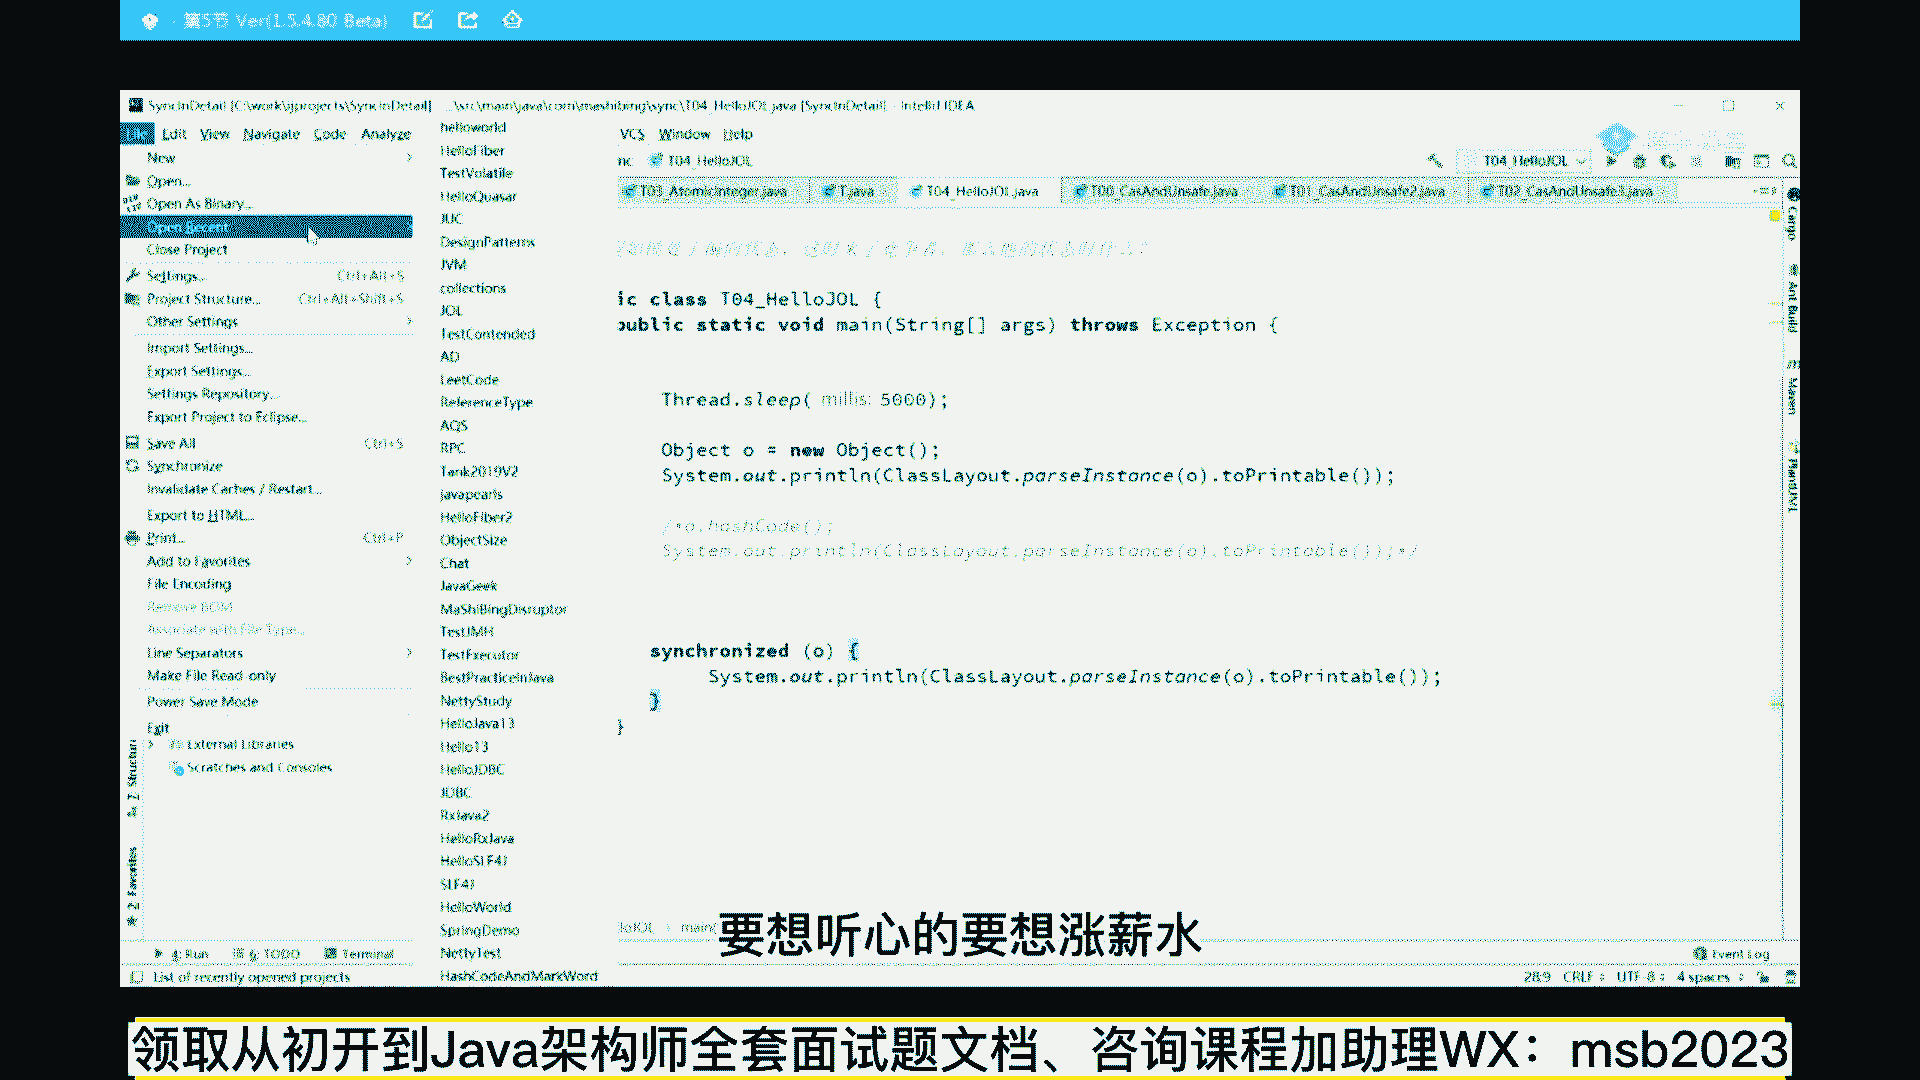 第5节 Ver(1.5.4.80 Beta)
SyncInDetail [C:\work\ijprojects\SyncInDetail] ...\src\main\java\com\mashibing\sync\T04_HelloJOL.java [SyncInDetail] - IntelliJ IDEA
File Edit View Navigate Code Analyze VCS Window Help
T04_HelloJOL
T04_HelloJOL
T03_AtomicInteger.java T.java T04_HelloJOL.java T00_CasAndUnsafe.java T01_CasAndUnsafe2.java T02_CasAndUnsafe3.java
New
Open...
Open As Binary...
Open Recent
Close Project
Settings... Ctrl+Alt+S
Project Structure... Ctrl+Alt+Shift+S
Other Settings
Import Settings...
Export Settings...
Settings Repository...
Export Project to Eclipse...
Save All Ctrl+S
Synchronize
Invalidate Caches / Restart...
Export to HTML...
Print... Ctrl+P
Add to Favorites
File Encoding
Remove BOM
Associate with File Type...
Line Separators
Make File Read-only
Power Save Mode
Exit
External Libraries
Scratches and Consoles
helloworld
HelloFiber
TestVolatile
HelloQuasar
JUC
DesignPatterns
JVM
collections
JOL
TestContended
AD
LeetCode
ReferenceType
AQS
RPC
Tank2019V2
javapearls
HelloFiber2
ObjectSize
Chat
JavaGeek
MaShiBingDisruptor
TestJMH
TestExecutor
BestPracticeInJava
NettyStudy
HelloJava13
Hello13
HelloJDBC
JDBC
RxJava2
HelloRxJava
HelloSLF4J
SLF4J
HelloWorld
SpringDemo
NettyTest
HashCodeAndMarkWord
ic class T04_HelloJOL {
public static void main(String[] args) throws Exception {
Thread.sleep( millis: 5000);
Object o = new Object();
System.out.println(ClassLayout.parseInstance(o).toPrintable());
/*o.hashCode();
System.out.println(ClassLayout.parseInstance(o).toPrintable());*/
synchronized (o) {
System.out.println(ClassLayout.parseInstance(o).toPrintable());
}
}
Cargo
Ant Build
Maven
PlantUML
Z: Structure
2: Favorites
loJOL › main(
要想听心的要想涨薪水
4: Run 6: TODO Terminal Event Log
List of recently opened projects 28:9 CRLF UTF-8 4 spaces
领取从初开到Java架构师全套面试题文档、咨询课程加助理WX：msb2023